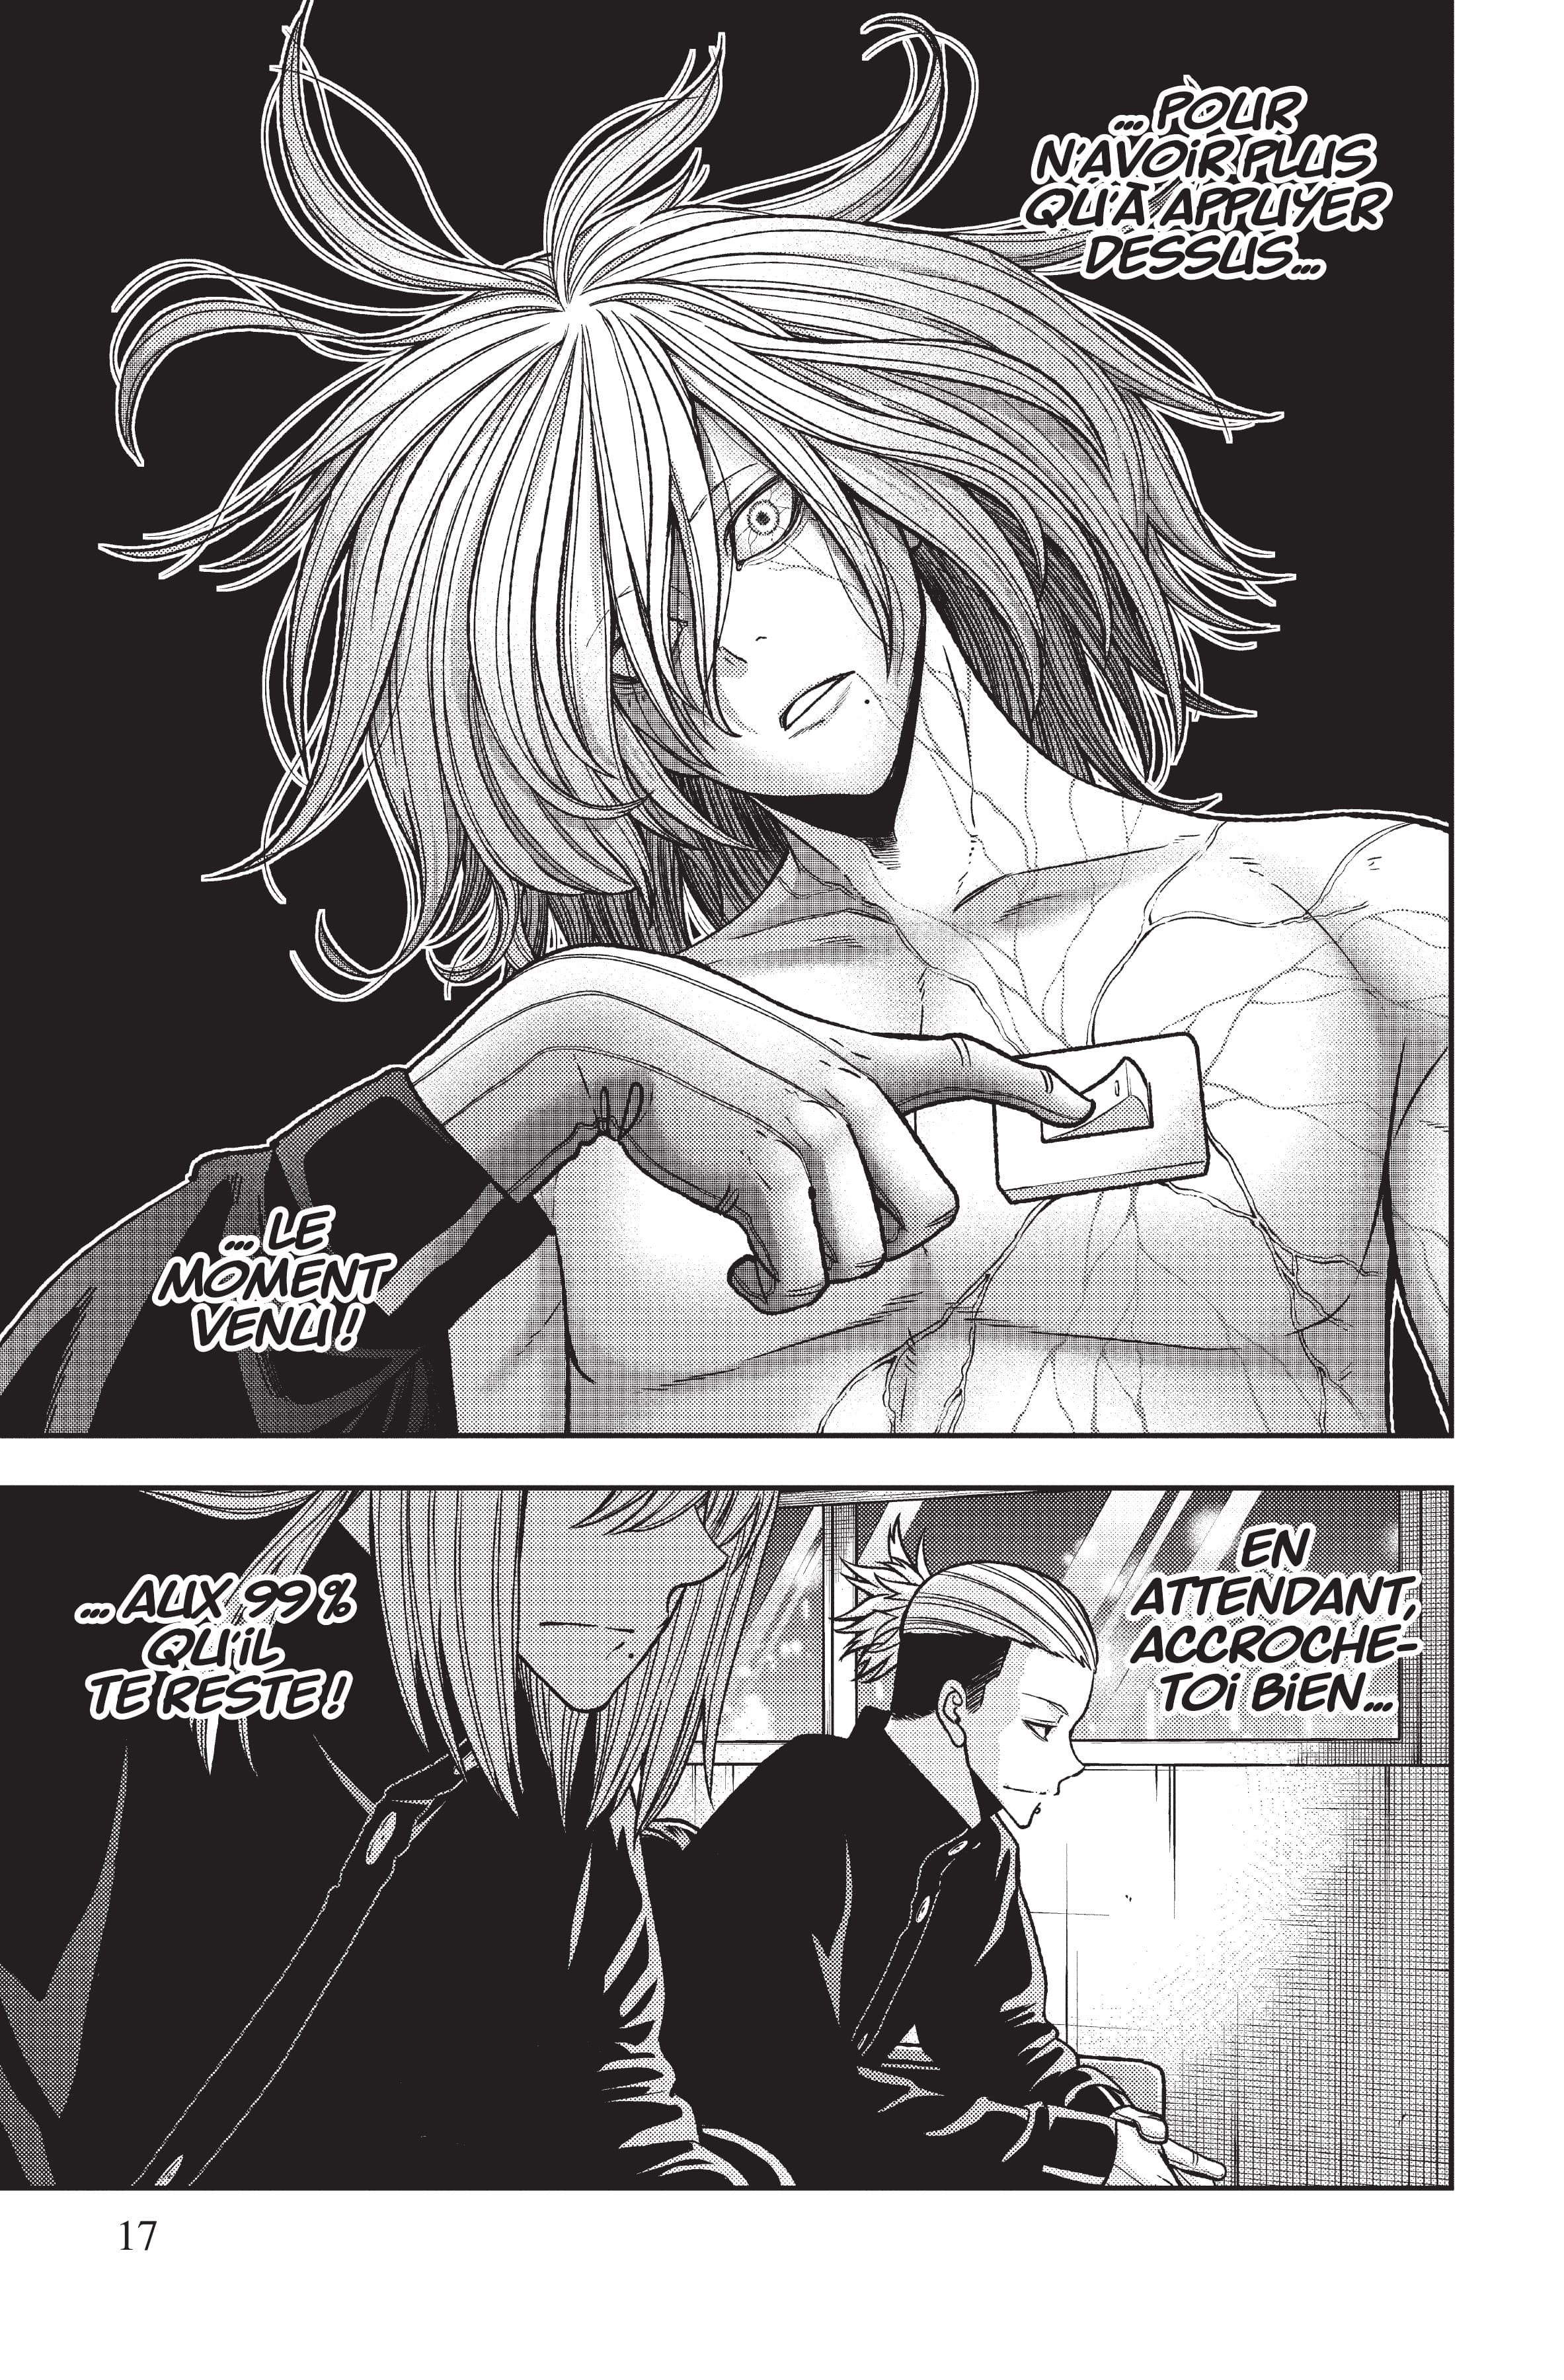 ... POUR
N'AVOIR PLUS
QU'À APPUYER
DESSUS...
... LE
MOMENT
VENU !
EN
ATTENDANT,
ACCROCHE-
TOI BIEN...
... AUX 99 %
QU'IL
TE RESTE !
17